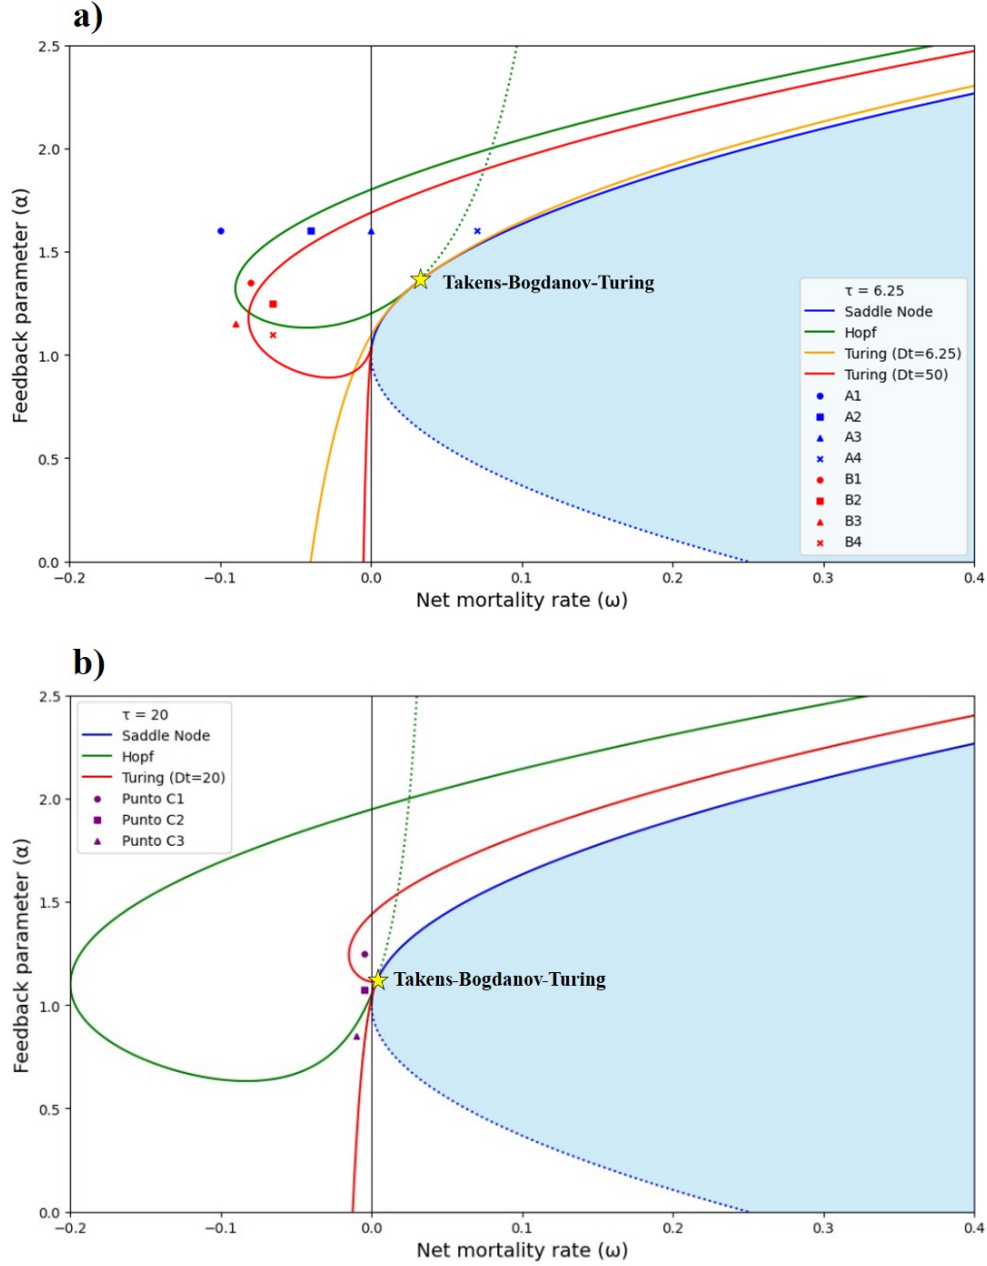 a)
2.5
2.0
1.5
1.0
0.5
0.0
Feedback parameter (α)
Takens-Bogdanov-Turing
τ = 6.25
Saddle Node
Hopf
Turing (Dt=6.25)
Turing (Dt=50)
A1
A2
A3
A4
B1
B2
B3
B4
−0.2 −0.1 0.0 0.1 0.2 0.3 0.4
Net mortality rate (ω)
b)
2.5
2.0
1.5
1.0
0.5
0.0
Feedback parameter (α)
τ = 20
Saddle Node
Hopf
Turing (Dt=20)
Punto C1
Punto C2
Punto C3
Takens-Bogdanov-Turing
−0.2 −0.1 0.0 0.1 0.2 0.3 0.4
Net mortality rate (ω)